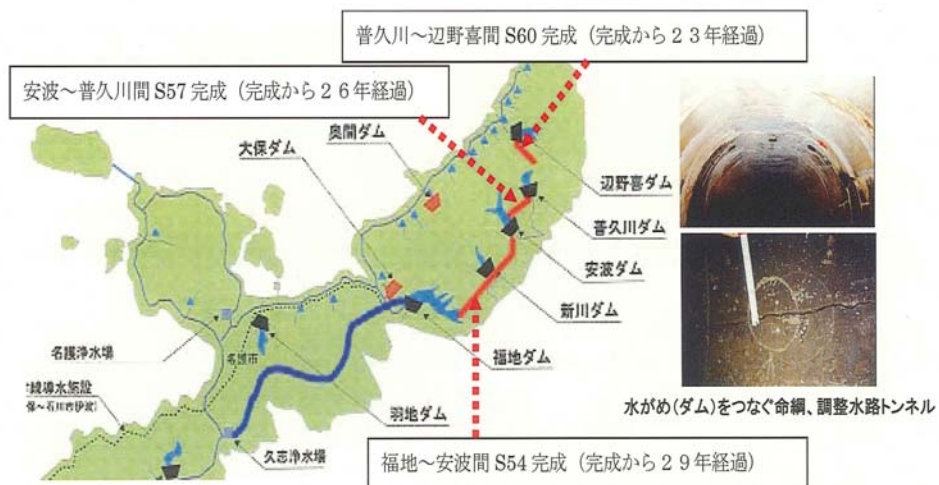 普久川～辺野喜間 S60 完成（完成から２３年経過）
安波～普久川間 S57 完成（完成から２６年経過）
奥間ダム
大保ダム
辺野喜ダム
普久川ダム
安波ダム
新川ダム
福地ダム
名護浄水場
名護市
羽地ダム
久志浄水場
水がめ(ダム)をつなぐ命綱、調整水路トンネル
福地～安波間 S54 完成（完成から２９年経過）